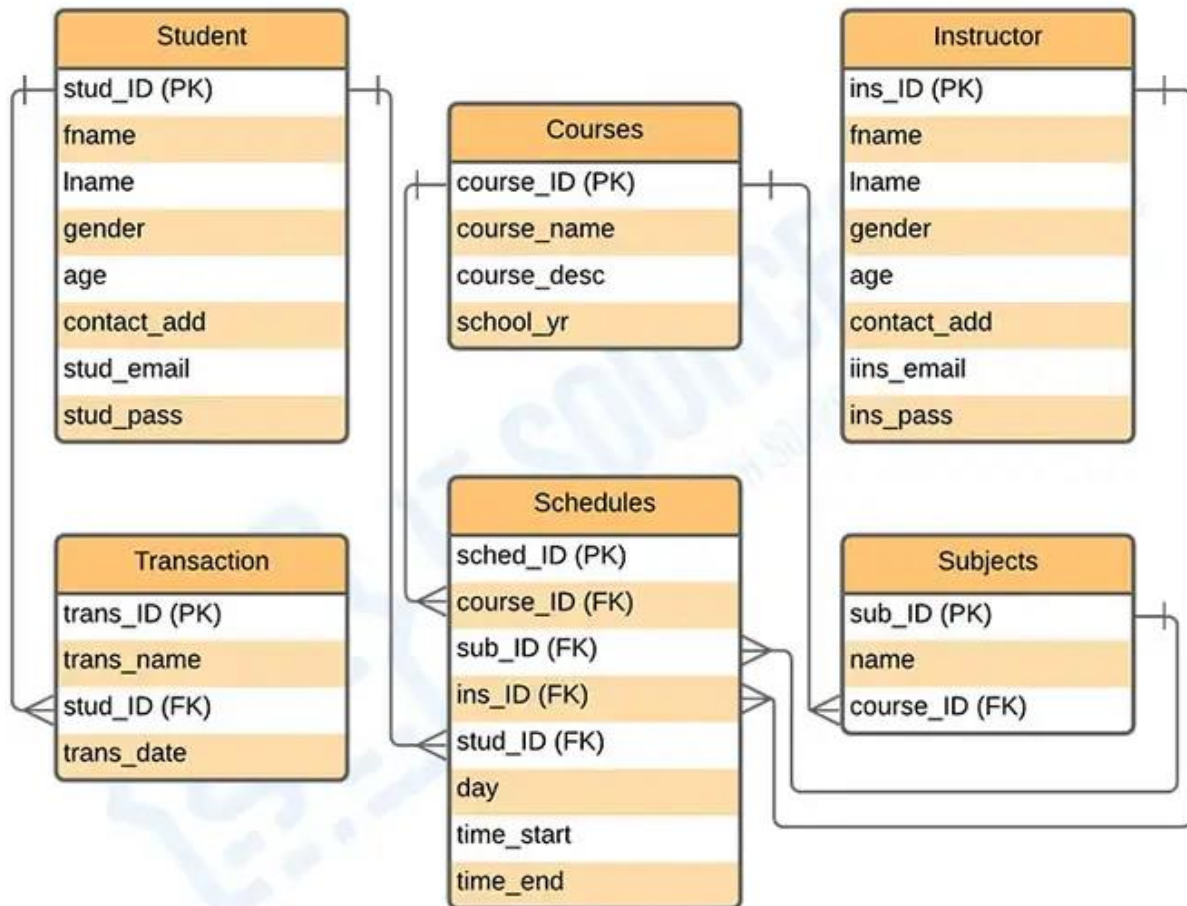 Student
stud_ID (PK)
fname
lname
gender
age
contact_add
stud_email
stud_pass
Courses
course_ID (PK)
course_name
course_desc
school_yr
Instructor
ins_ID (PK)
fname
lname
gender
age
contact_add
iins_email
ins_pass
Transaction
trans_ID (PK)
trans_name
stud_ID (FK)
trans_date
Schedules
sched_ID (PK)
course_ID (FK)
sub_ID (FK)
ins_ID (FK)
stud_ID (FK)
day
time_start
time_end
Subjects
sub_ID (PK)
name
course_ID (FK)